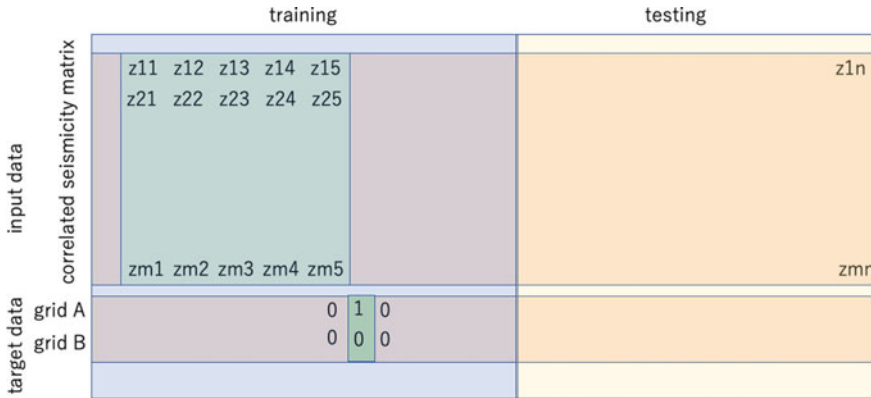 training
testing
input data
correlated seismicity matrix
z11 z12 z13 z14 z15
z1n
z21 z22 z23 z24 z25
zm1 zm2 zm3 zm4 zm5
zmn
target data
grid A
0 1 0
grid B
0 0 0